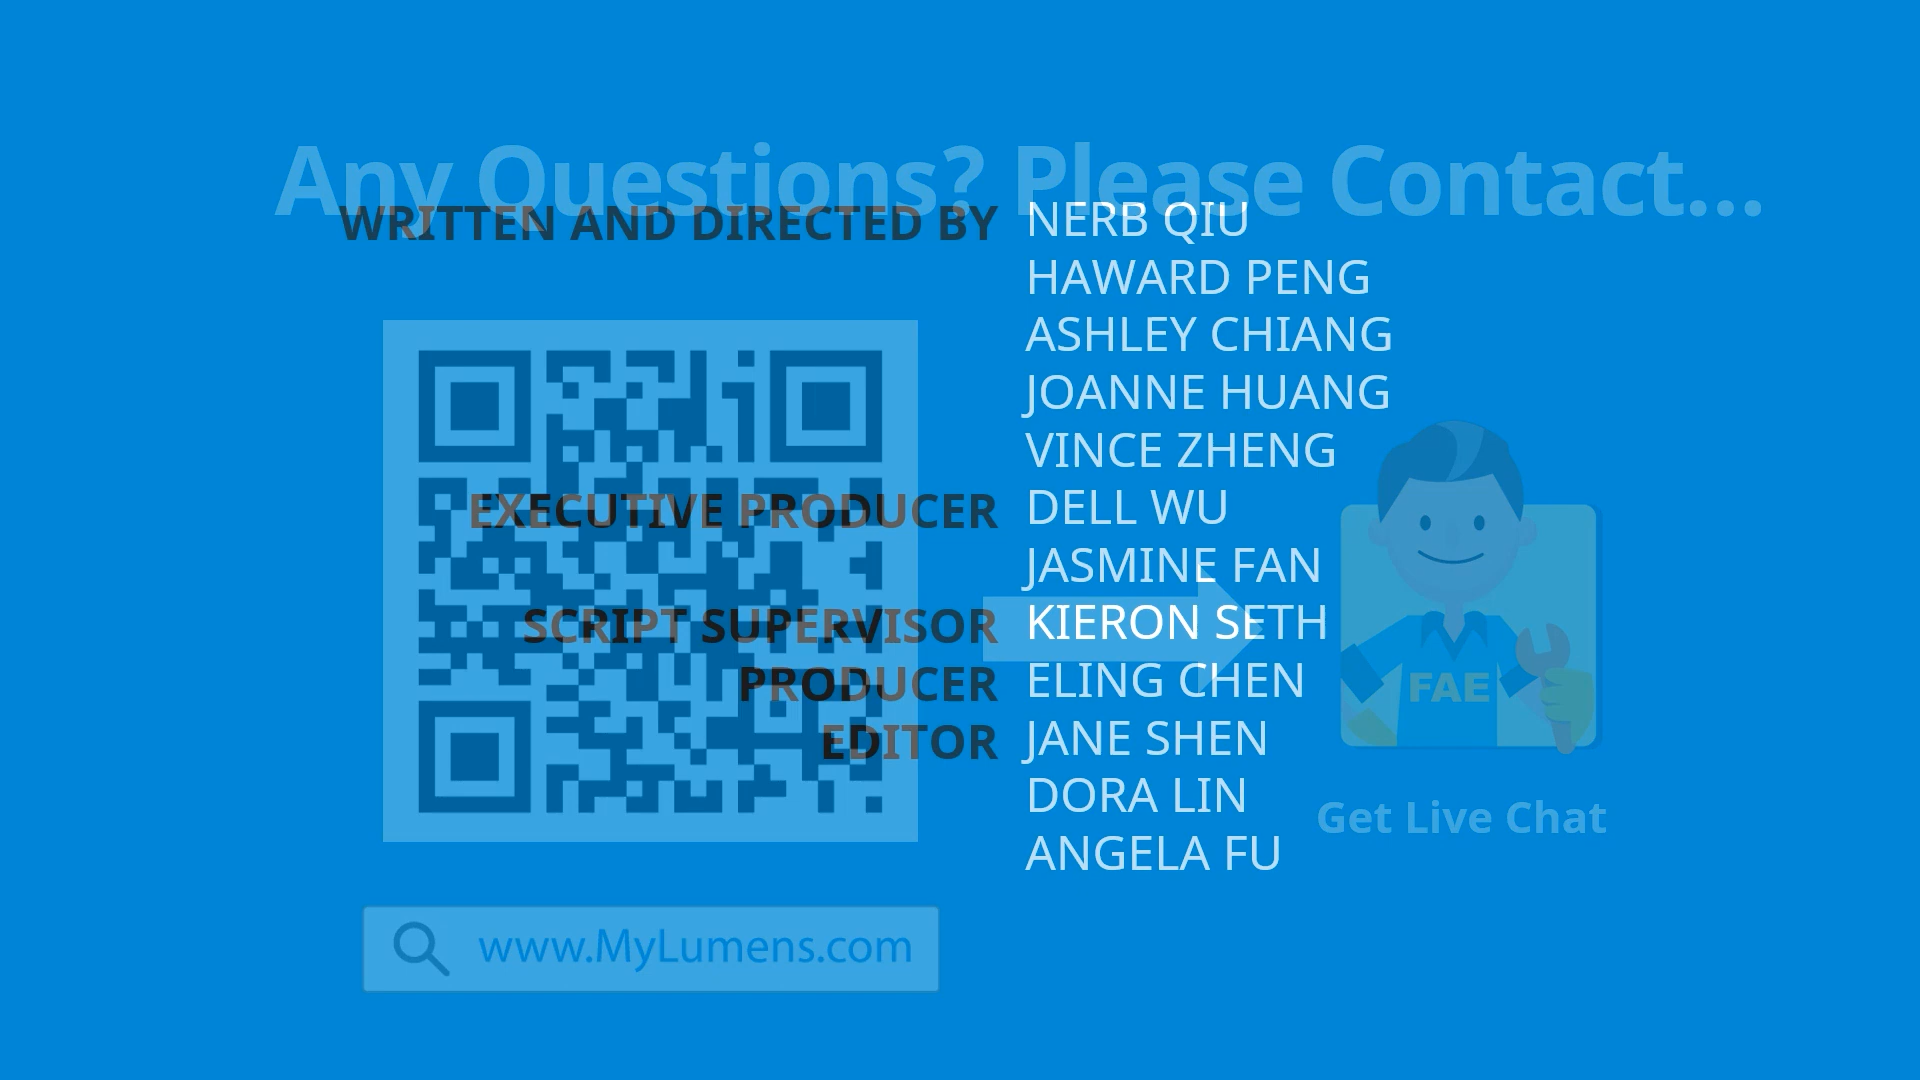 Any Questions? Please Contact...
WRITTEN AND DIRECTED BY NERB QIU
HAWARD PENG
ASHLEY CHIANG
JOANNE HUANG
VINCE ZHENG
EXECUTIVE PRODUCER DELL WU
JASMINE FAN
SCRIPT SUPERVISOR KIERON SETH
PRODUCER ELING CHEN
EDITOR JANE SHEN
DORA LIN
ANGELA FU
FAE
Get Live Chat
www.MyLumens.com